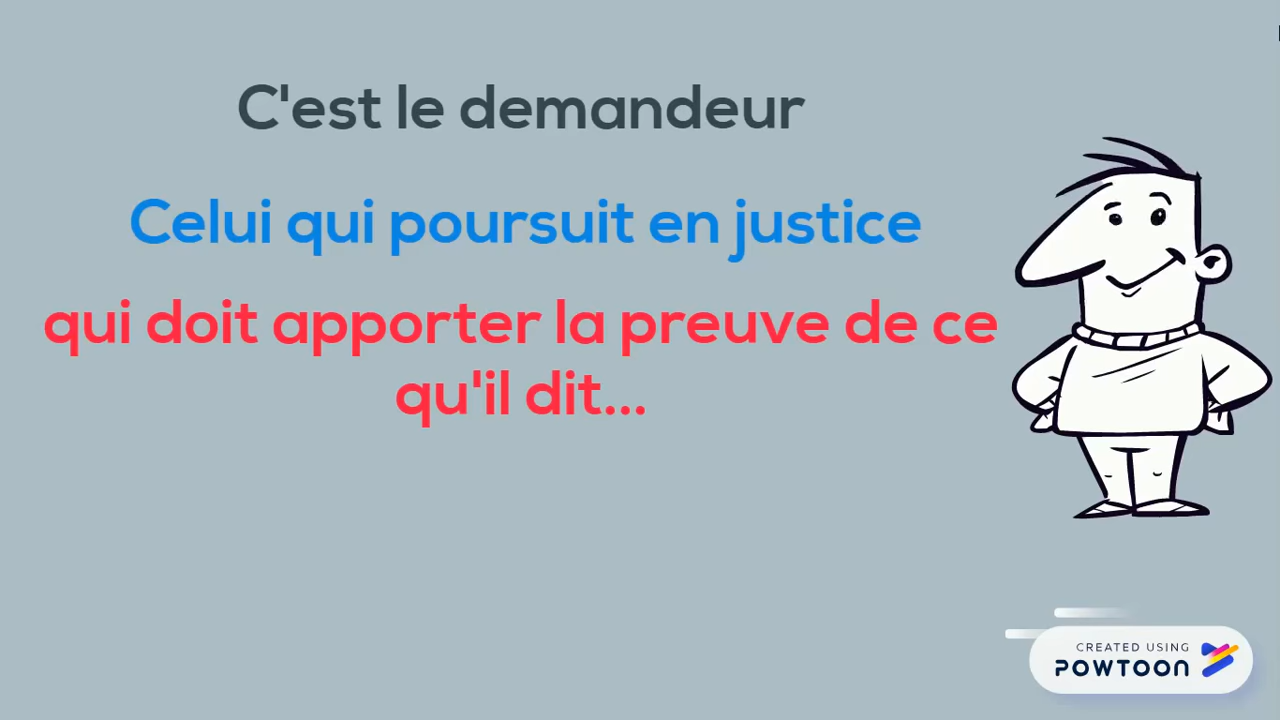 C'est le demandeur
Celui qui poursuit en justice
qui doit apporter la preuve de ce
qu'il dit...
CREATED USING
POWTOON